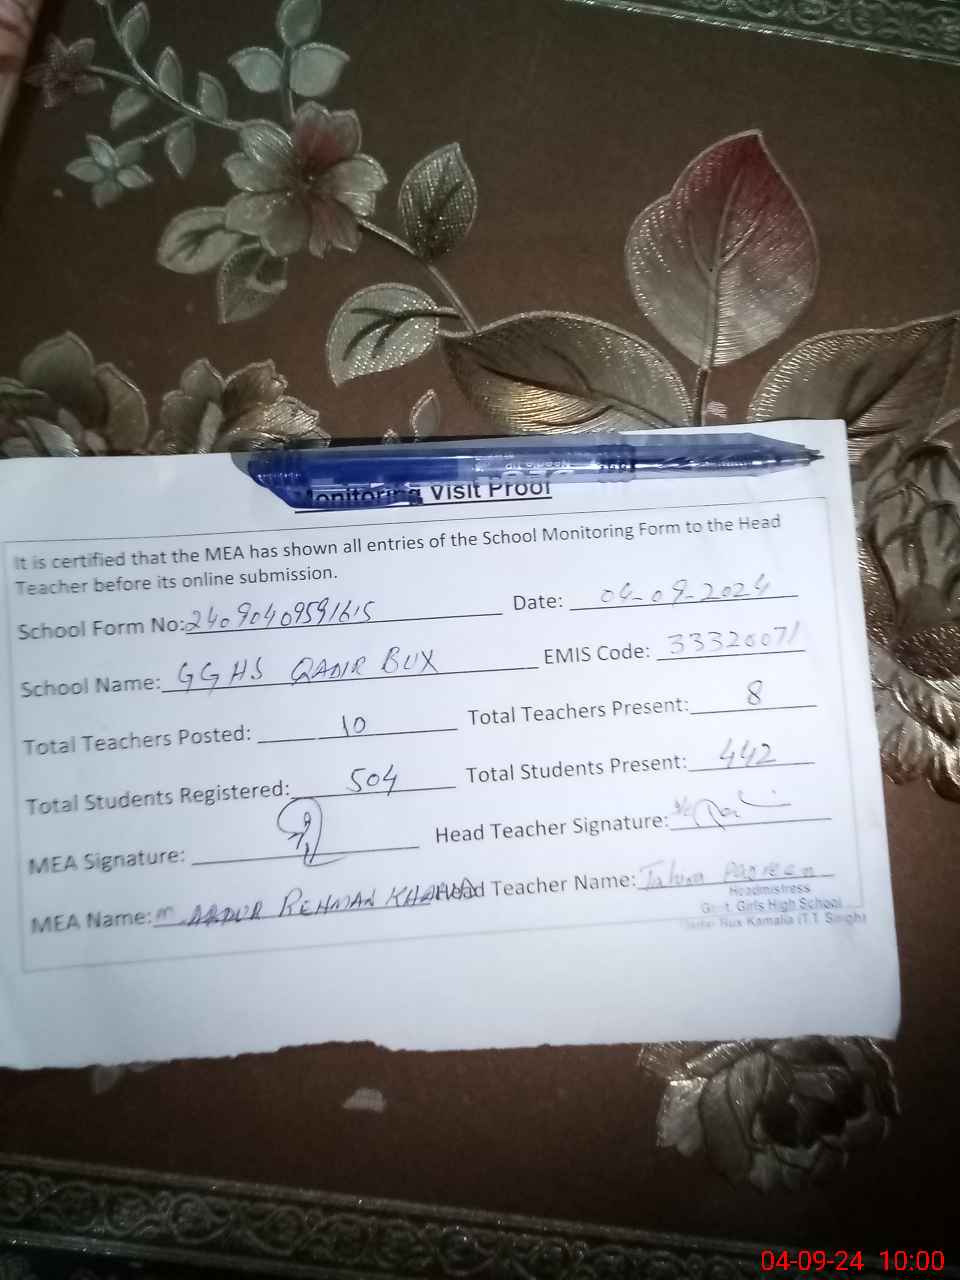 Monitoring Visit Proof
It is certified that the MEA has shown all entries of the School Monitoring Form to the Head
Teacher before its online submission.
School Form No: 24090409591615 Date: 04-09-2024
School Name: GGHS QADIR BUX EMIS Code: 33320071
Total Teachers Posted: 10 Total Teachers Present: 8
Total Students Registered: 504 Total Students Present: 442
MEA Signature: Head Teacher Signature:
MEA Name: M. ABDUR REHMAN Head Teacher Name:
Headmistress
Govt. Girls High School
Bux Kamalia (T.T. Singh)
04-09-24 10:00